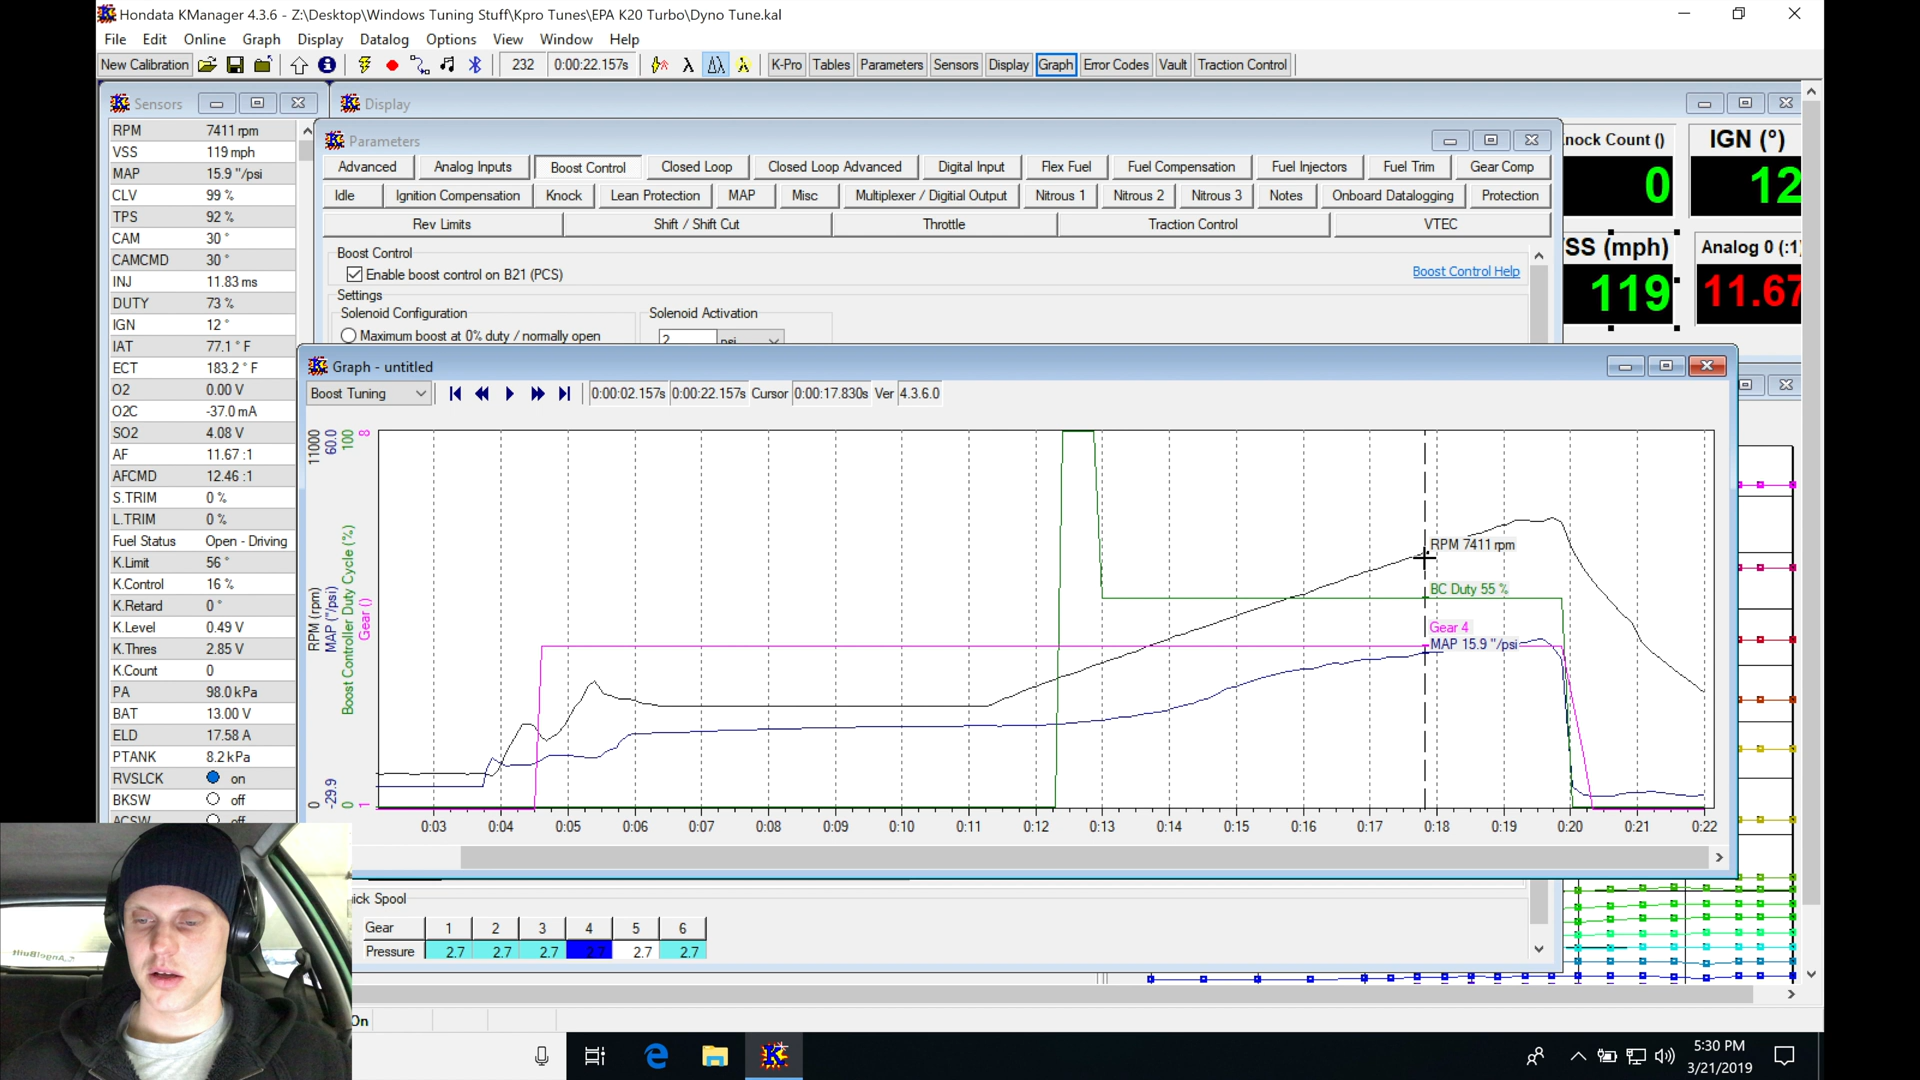 Hondata KManager 4.3.6 - Z:\Desktop\Windows Tuning Stuff\Kpro Tunes\EPA K20 Turbo\Dyno Tune.kal
File Edit Online Graph Display Datalog Options View Window Help
New Calibration 232 0:00:22.157s K-Pro Tables Parameters Sensors Display Graph Error Codes Vault Traction Control
Sensors
Display
RPM 7411 rpm
VSS 119 mph
MAP 15.9 "/psi
CLV 99 %
TPS 92 %
CAM 30 °
CAMCMD 30 °
INJ 11.83 ms
DUTY 73 %
IGN 12 °
IAT 77.1 ° F
ECT 183.2 ° F
O2 0.00 V
O2C -37.0 mA
SO2 4.08 V
AF 11.67 :1
AFCMD 12.46 :1
S.TRIM 0 %
L.TRIM 0 %
Fuel Status Open - Driving
K.Limit 56 °
K.Control 16 %
K.Retard 0 °
K.Level 0.49 V
K.Thres 2.85 V
K.Count 0
PA 98.0 kPa
BAT 13.00 V
ELD 17.58 A
PTANK 8.2 kPa
RVSLCK on
BKSW off
ACSW off
Parameters
Advanced Analog Inputs Boost Control Closed Loop Closed Loop Advanced Digital Input Flex Fuel Fuel Compensation Fuel Injectors Fuel Trim Gear Comp
Idle Ignition Compensation Knock Lean Protection MAP Misc Multiplexer / Digitial Output Nitrous 1 Nitrous 2 Nitrous 3 Notes Onboard Datalogging Protection
Rev Limits Shift / Shift Cut Throttle Traction Control VTEC
Boost Control
Enable boost control on B21 (PCS)
Boost Control Help
Settings
Solenoid Configuration
Solenoid Activation
Maximum boost at 0% duty / normally open
2 psi
nock Count () IGN (°)
0 12
SS (mph) Analog 0 (:1)
119 11.67
Graph - untitled
Boost Tuning 0:00:02.157s 0:00:22.157s Cursor 0:00:17.830s Ver 4.3.6.0
11000 60.0 100 8
RPM (rpm)
MAP ("/psi)
Boost Controller Duty Cycle (%)
Gear ()
0 -29.9 0 1
RPM 7411 rpm
BC Duty 55 %
Gear 4
MAP 15.9 "/psi
0:03 0:04 0:05 0:06 0:07 0:08 0:09 0:10 0:11 0:12 0:13 0:14 0:15 0:16 0:17 0:18 0:19 0:20 0:21 0:22
ick Spool
Gear 1 2 3 4 5 6
Pressure 2.7 2.7 2.7 2.7 2.7 2.7
On
5:30 PM
3/21/2019